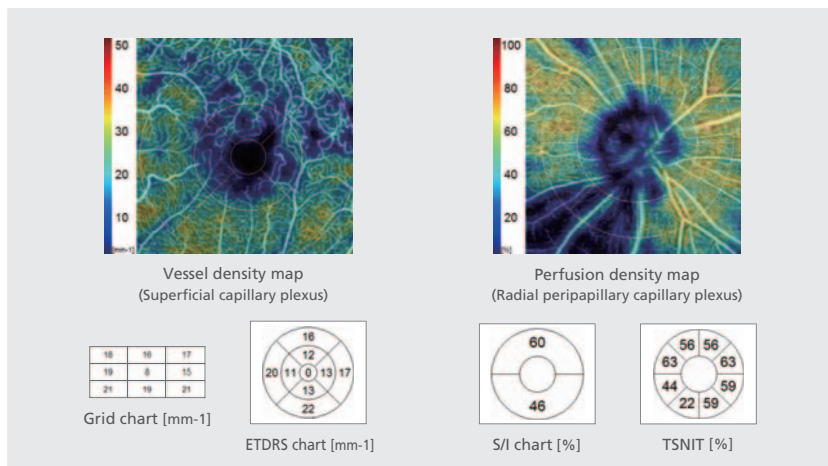 50
40
30
20
10
[mm-1]
100
80
60
40
20
[%]
Vessel density map
(Superficial capillary plexus)
Perfusion density map
(Radial peripapillary capillary plexus)
18 16 17
19 8 15
21 19 21
Grid chart [mm-1]
16
12
20 11 0 13 17
13
22
ETDRS chart [mm-1]
60
46
S/I chart [%]
56 56
63 63
44 59
22 59
TSNIT [%]